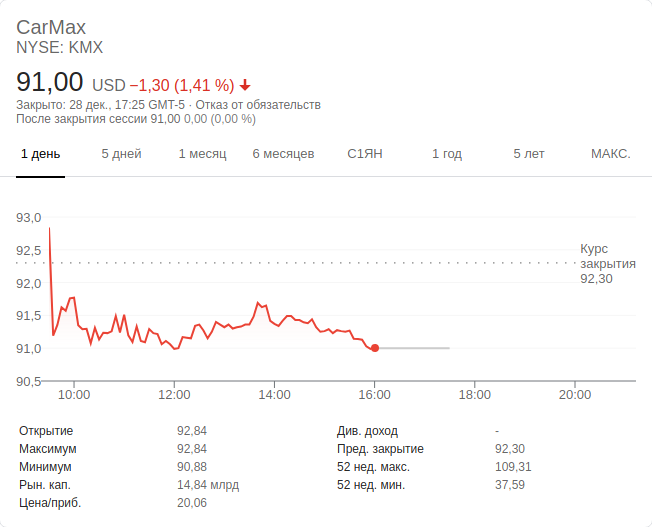 CarMax
NYSE: KMX
91,00 USD −1,30 (1,41 %)
Закрыто: 28 дек., 17:25 GMT-5 · Отказ от обязательств
После закрытия сессии 91,00 0,00 (0,00 %)
1 день 5 дней 1 месяц 6 месяцев С1ЯН 1 год 5 лет МАКС.
93,0
92,5
92,0
91,5
91,0
90,5
Курс
закрытия
92,30
10:00 12:00 14:00 16:00 18:00 20:00
Открытие 92,84 Див. доход -
Максимум 92,84 Пред. закрытие 92,30
Минимум 90,88 52 нед. макс. 109,31
Рын. кап. 14,84 млрд 52 нед. мин. 37,59
Цена/приб. 20,06